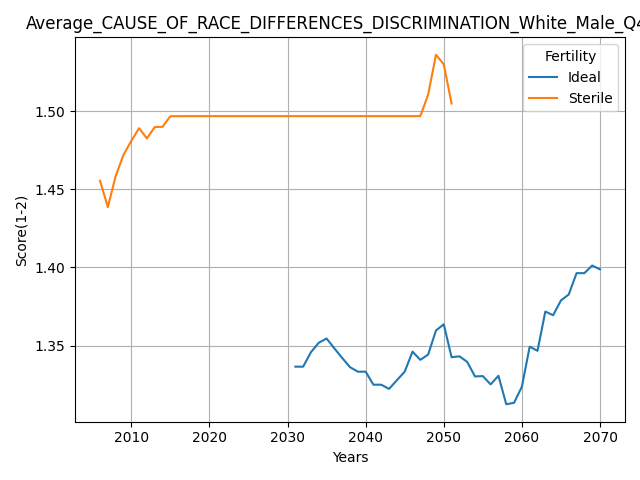 Average_CAUSE_OF_RACE_DIFFERENCES_DISCRIMINATION_White_Male_Q4
Fertility
Ideal
Sterile
Score(1-2)
1.50
1.45
1.40
1.35
2010 2020 2030 2040 2050 2060 2070
Years